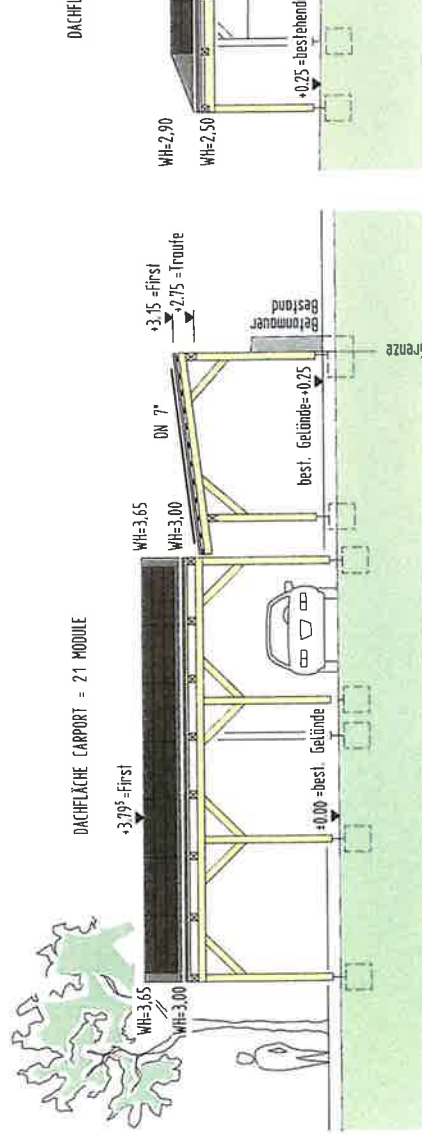 DACHFLÄCHE CARPORT = 21 MODULE
+3.79⁵ =First
WH=3,65
WH=3,00
WH=3,65
WH=3,00
±0.00 =best. Gelände
DN 7°
+3.15 =First
+2.75 =Traufe
Betonmauer
Bestand
best. Gelände=+0.25
Grenze
DACHFL
WH=2,90
WH=2,50
+0.25 =bestehend